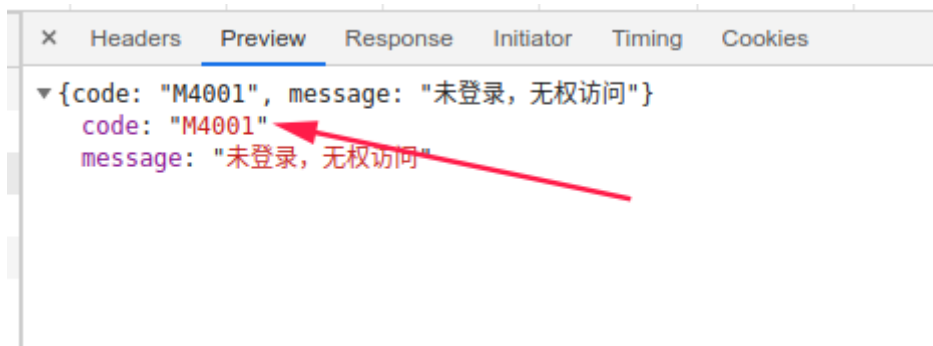 × Headers Preview Response Initiator Timing Cookies
▼{code: "M4001", message: "未登录，无权访问"}
code: "M4001"
message: "未登录，无权访问"